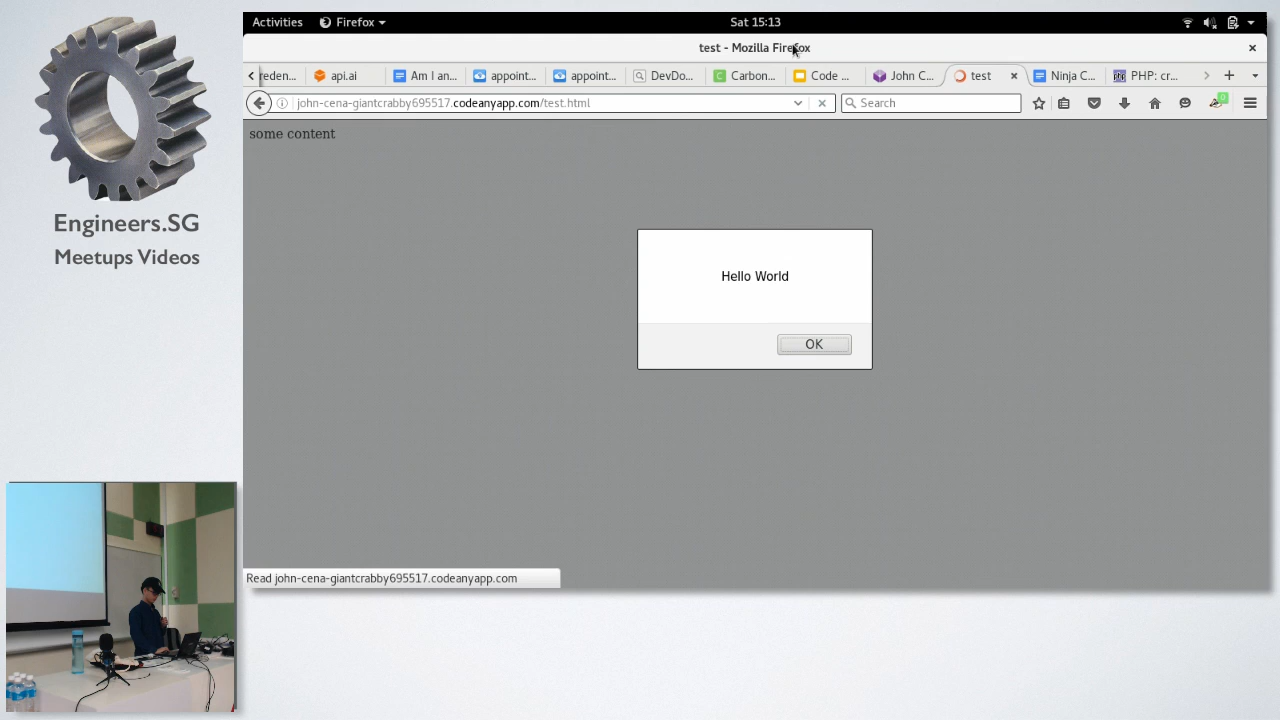 Engineers.SG
Meetups Videos
Activities Firefox Sat 15:13
test - Mozilla Firefox
reden... api.ai Am I an... appoint... appoint... DevDo... Carbon... Code ... John C... test Ninja C... PHP: cr...
john-cena-giantcrabby695517.codeanyapp.com/test.html Search 0
some content
Hello World
OK
Read john-cena-giantcrabby695517.codeanyapp.com